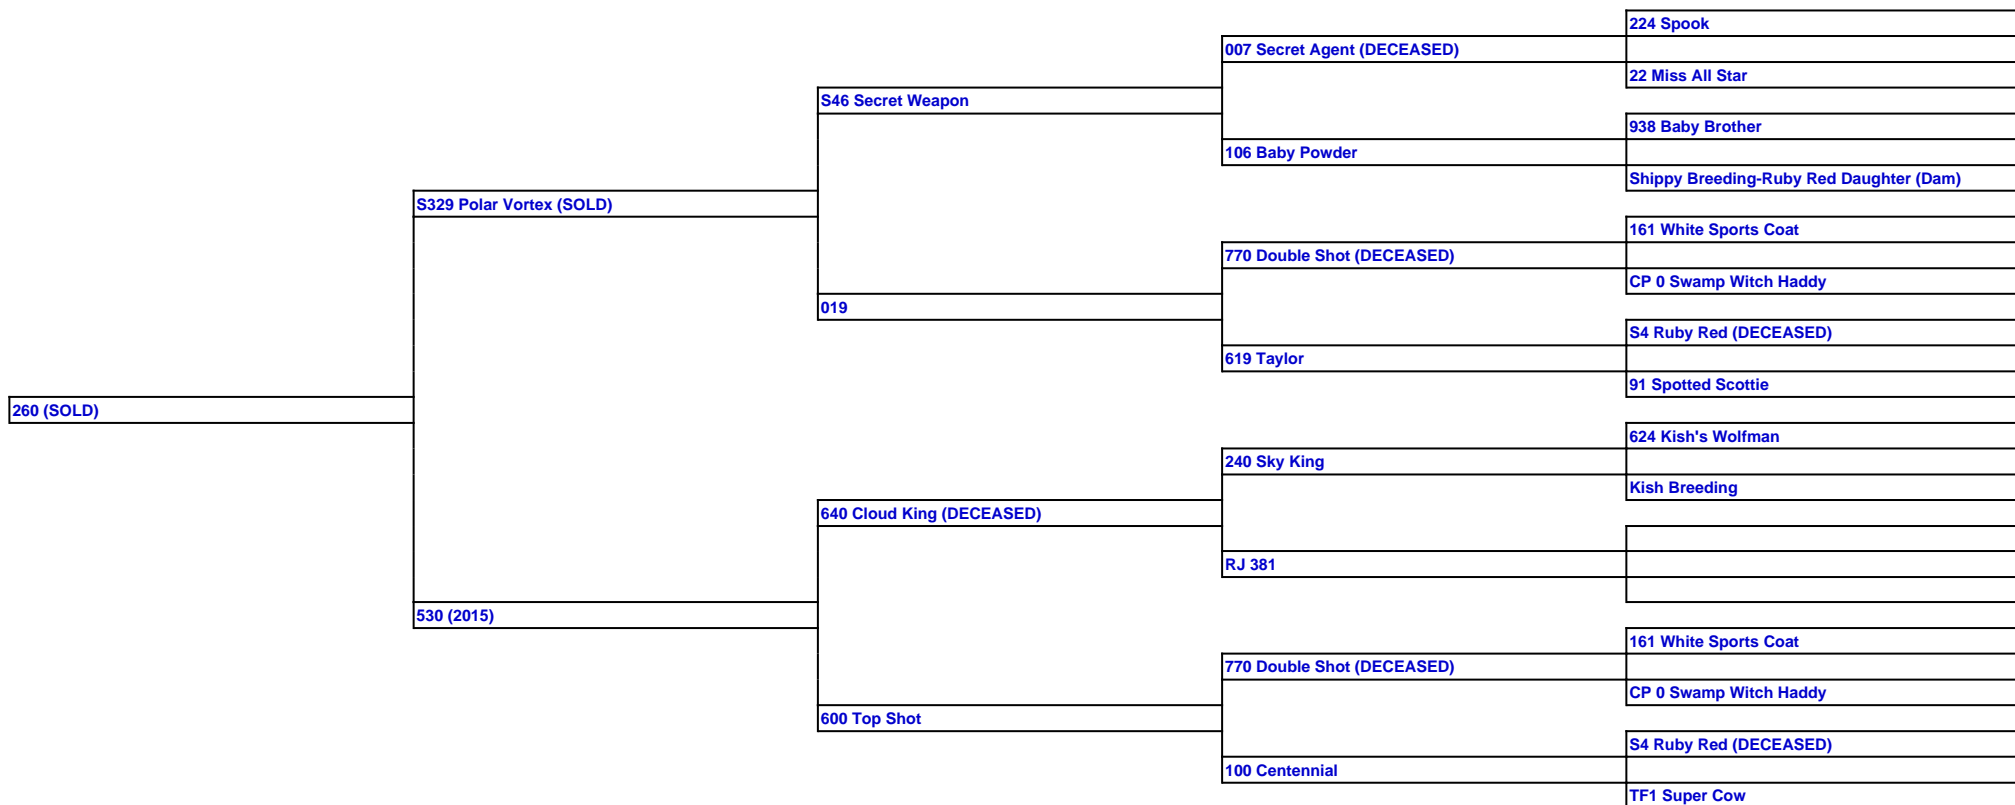 224 Spook
007 Secret Agent (DECEASED)
22 Miss All Star
S46 Secret Weapon
938 Baby Brother
106 Baby Powder
Shippy Breeding-Ruby Red Daughter (Dam)
S329 Polar Vortex (SOLD)
161 White Sports Coat
770 Double Shot (DECEASED)
CP 0 Swamp Witch Haddy
019
S4 Ruby Red (DECEASED)
619 Taylor
91 Spotted Scottie
260 (SOLD)
624 Kish's Wolfman
240 Sky King
Kish Breeding
640 Cloud King (DECEASED)
RJ 381
530 (2015)
161 White Sports Coat
770 Double Shot (DECEASED)
CP 0 Swamp Witch Haddy
600 Top Shot
S4 Ruby Red (DECEASED)
100 Centennial
TF1 Super Cow